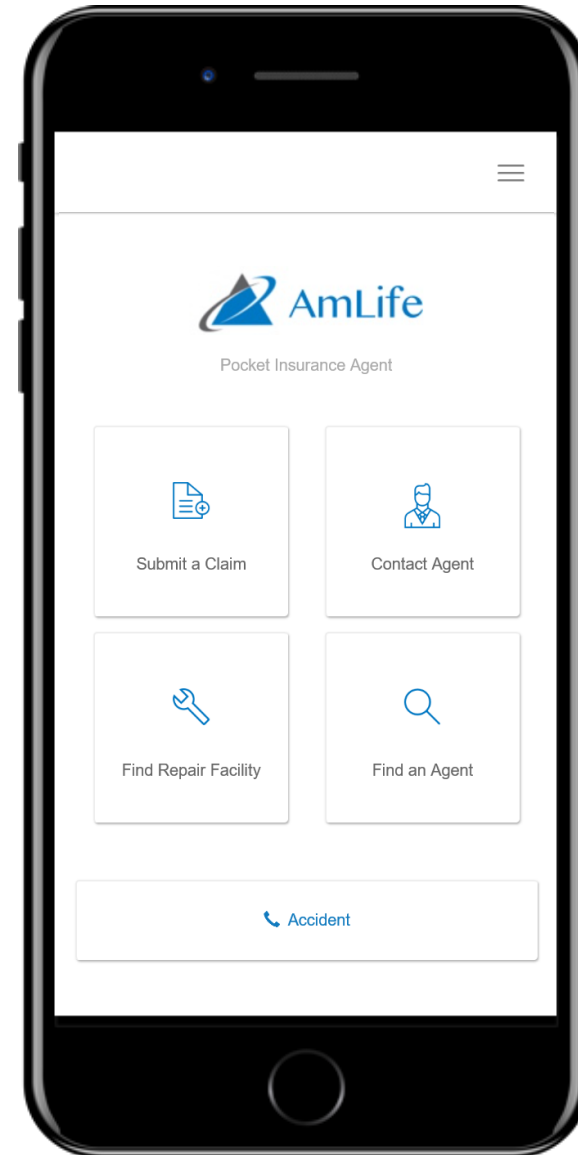 AmLife
Pocket Insurance Agent
Submit a Claim
Contact Agent
Find Repair Facility
Find an Agent
Accident